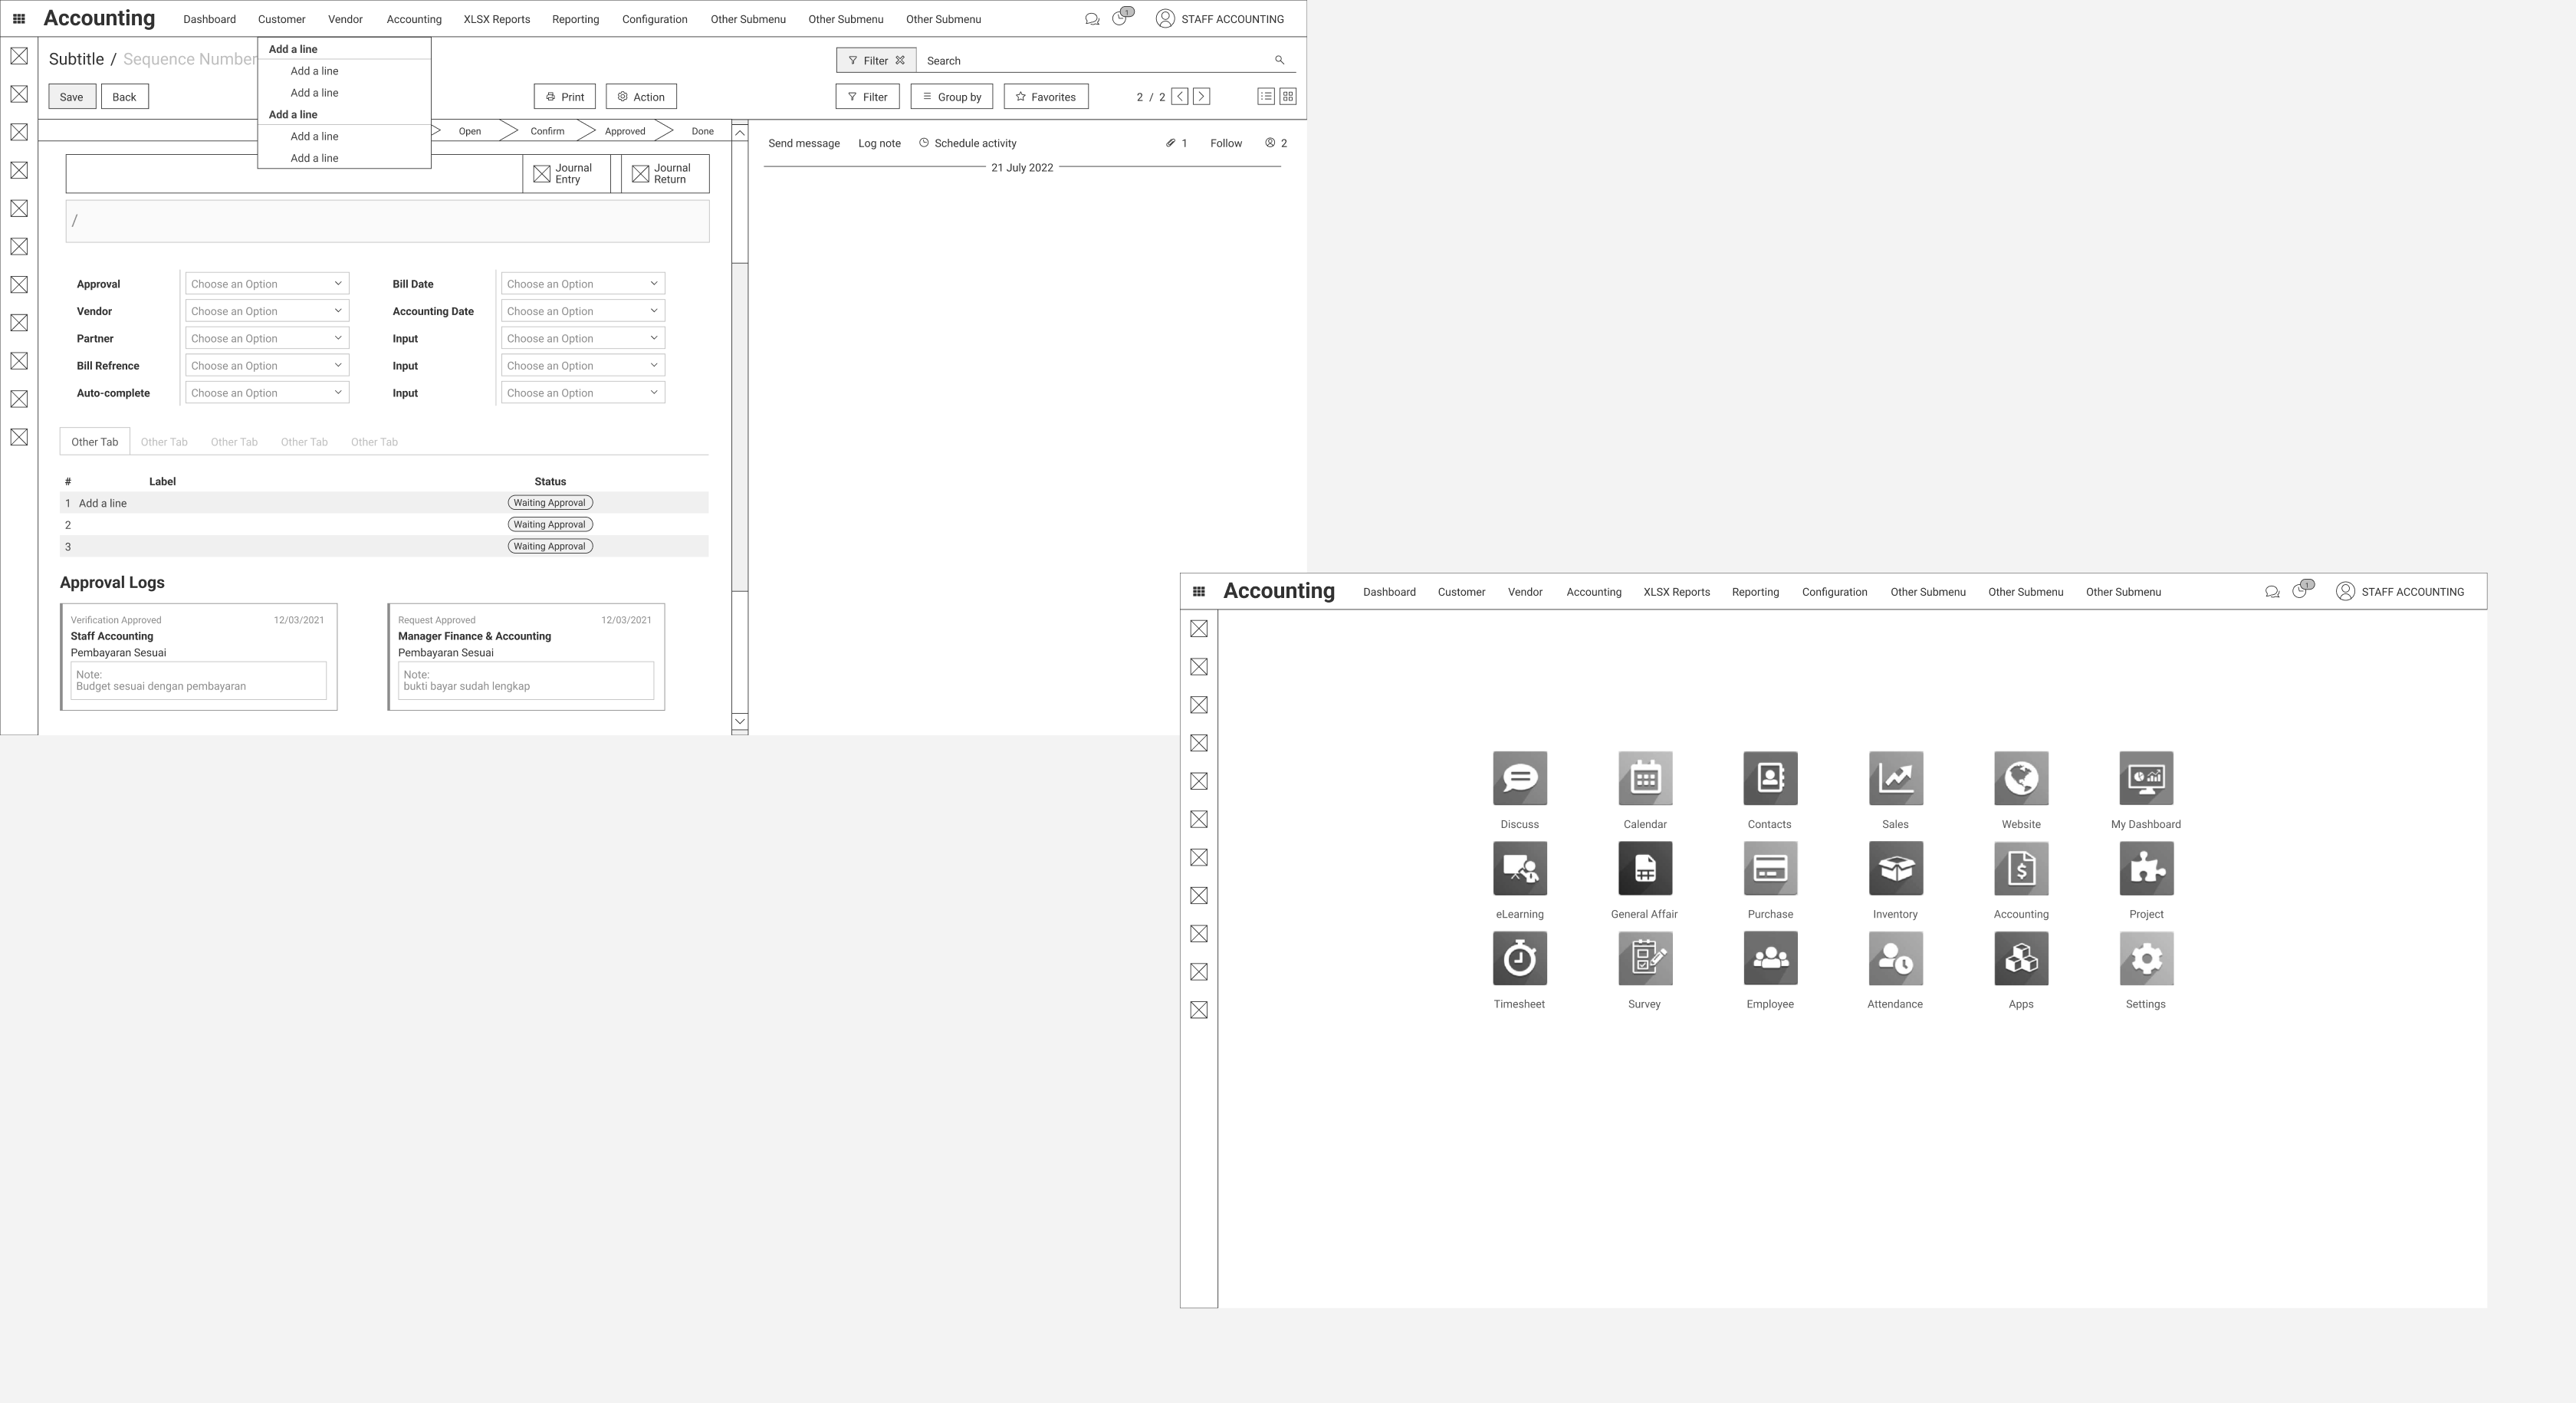 Accounting Dashboard Customer Vendor Accounting XLSX Reports Reporting Configuration Other Submenu Other Submenu Other Submenu 1 STAFF ACCOUNTING
Subtitle / Sequence Number
Add a line
Add a line
Add a line
Add a line
Add a line
Add a line
Filter Search
Save Back Print Action Filter Group by Favorites 2 / 2
Open Confirm Approved Done
Journal Entry
Journal Return
/
Approval Choose an Option Bill Date Choose an Option
Vendor Choose an Option Accounting Date Choose an Option
Partner Choose an Option Input Choose an Option
Bill Refrence Choose an Option Input Choose an Option
Auto-complete Choose an Option Input Choose an Option
Other Tab Other Tab Other Tab Other Tab Other Tab
# Label Status
1 Add a line Waiting Approval
2 Waiting Approval
3 Waiting Approval
Approval Logs
Verification Approved 12/03/2021
Staff Accounting
Pembayaran Sesuai
Note:
Budget sesuai dengan pembayaran
Request Approved 12/03/2021
Manager Finance & Accounting
Pembayaran Sesuai
Note:
bukti bayar sudah lengkap
Send message Log note Schedule activity 1 Follow 2
21 July 2022
Accounting Dashboard Customer Vendor Accounting XLSX Reports Reporting Configuration Other Submenu Other Submenu Other Submenu 1 STAFF ACCOUNTING
Discuss Calendar Contacts Sales Website My Dashboard
eLearning General Affair Purchase Inventory Accounting Project
Timesheet Survey Employee Attendance Apps Settings